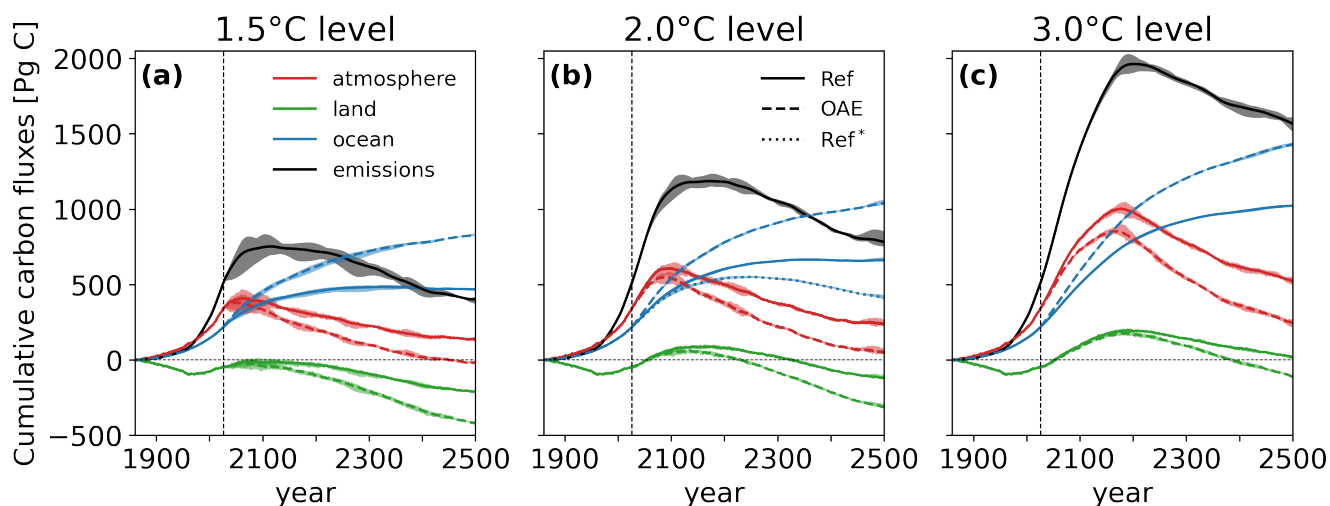 1.5°C level
2.0°C level
3.0°C level
Cumulative carbon fluxes [Pg C]
2000
1500
1000
500
0
−500
(a)
atmosphere
land
ocean
emissions
(b)
Ref
OAE
Ref*
(c)
1900 2100 2300 2500
1900 2100 2300 2500
1900 2100 2300 2500
year
year
year